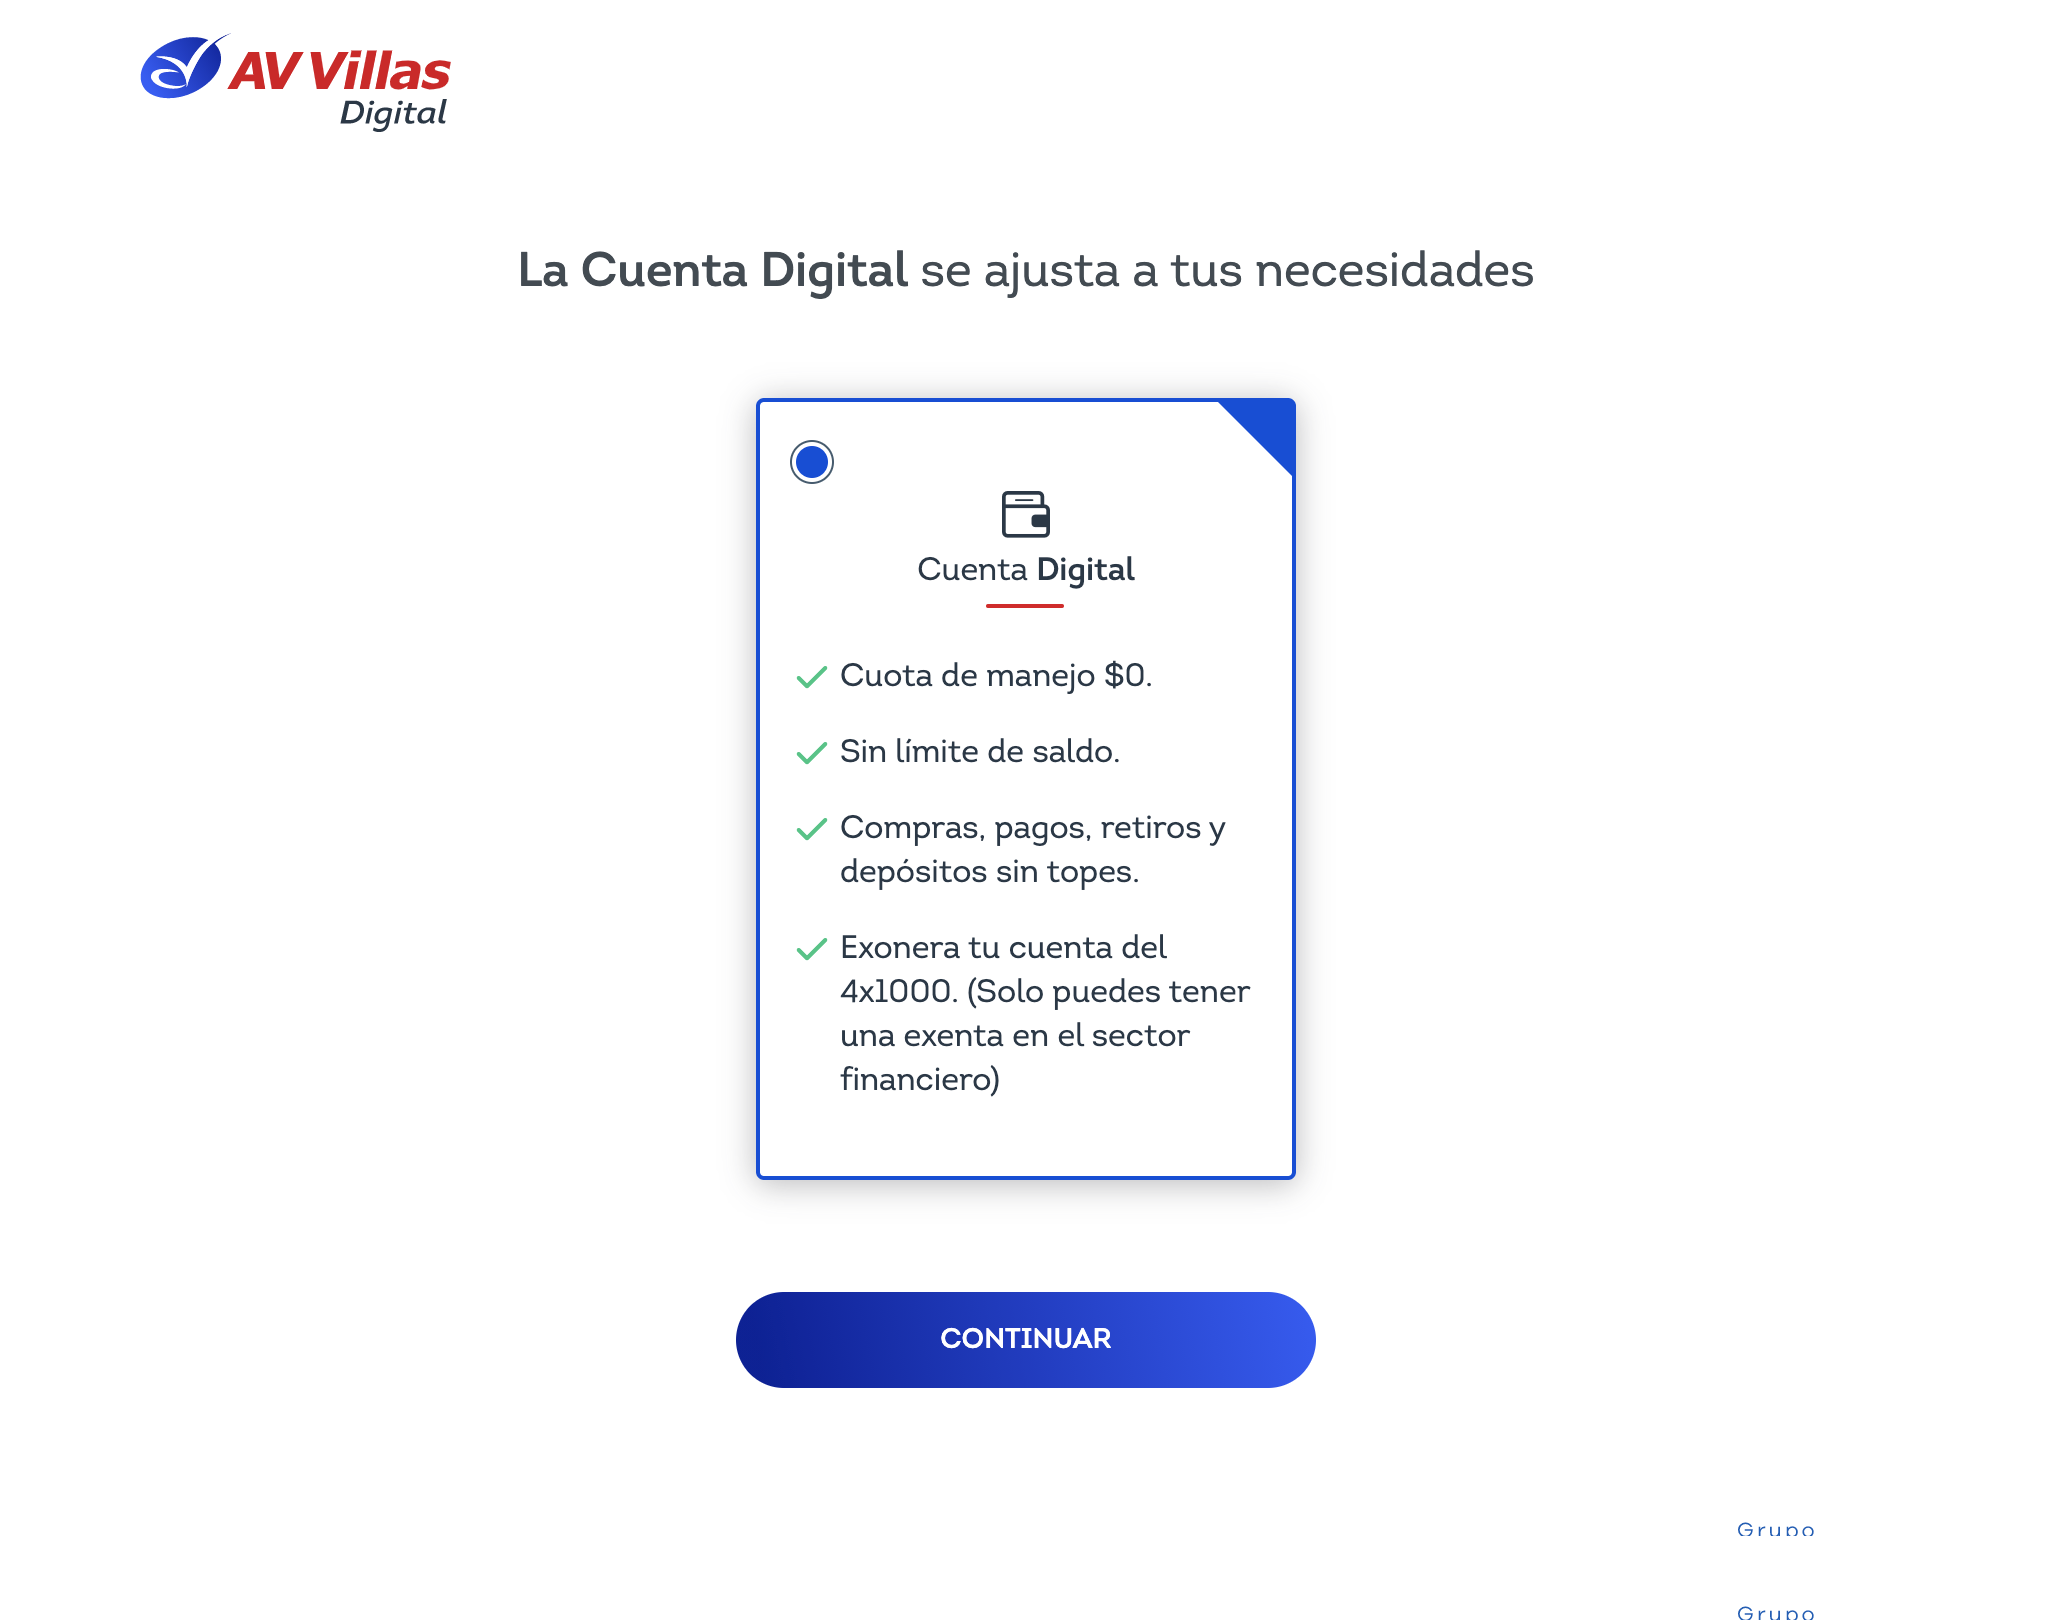 AV Villas
Digital
La Cuenta Digital se ajusta a tus necesidades
Cuenta Digital
Cuota de manejo $0.
Sin límite de saldo.
Compras, pagos, retiros y
depósitos sin topes.
Exonera tu cuenta del
4x1000. (Solo puedes tener
una exenta en el sector
financiero)
CONTINUAR
Grupo
Grupo